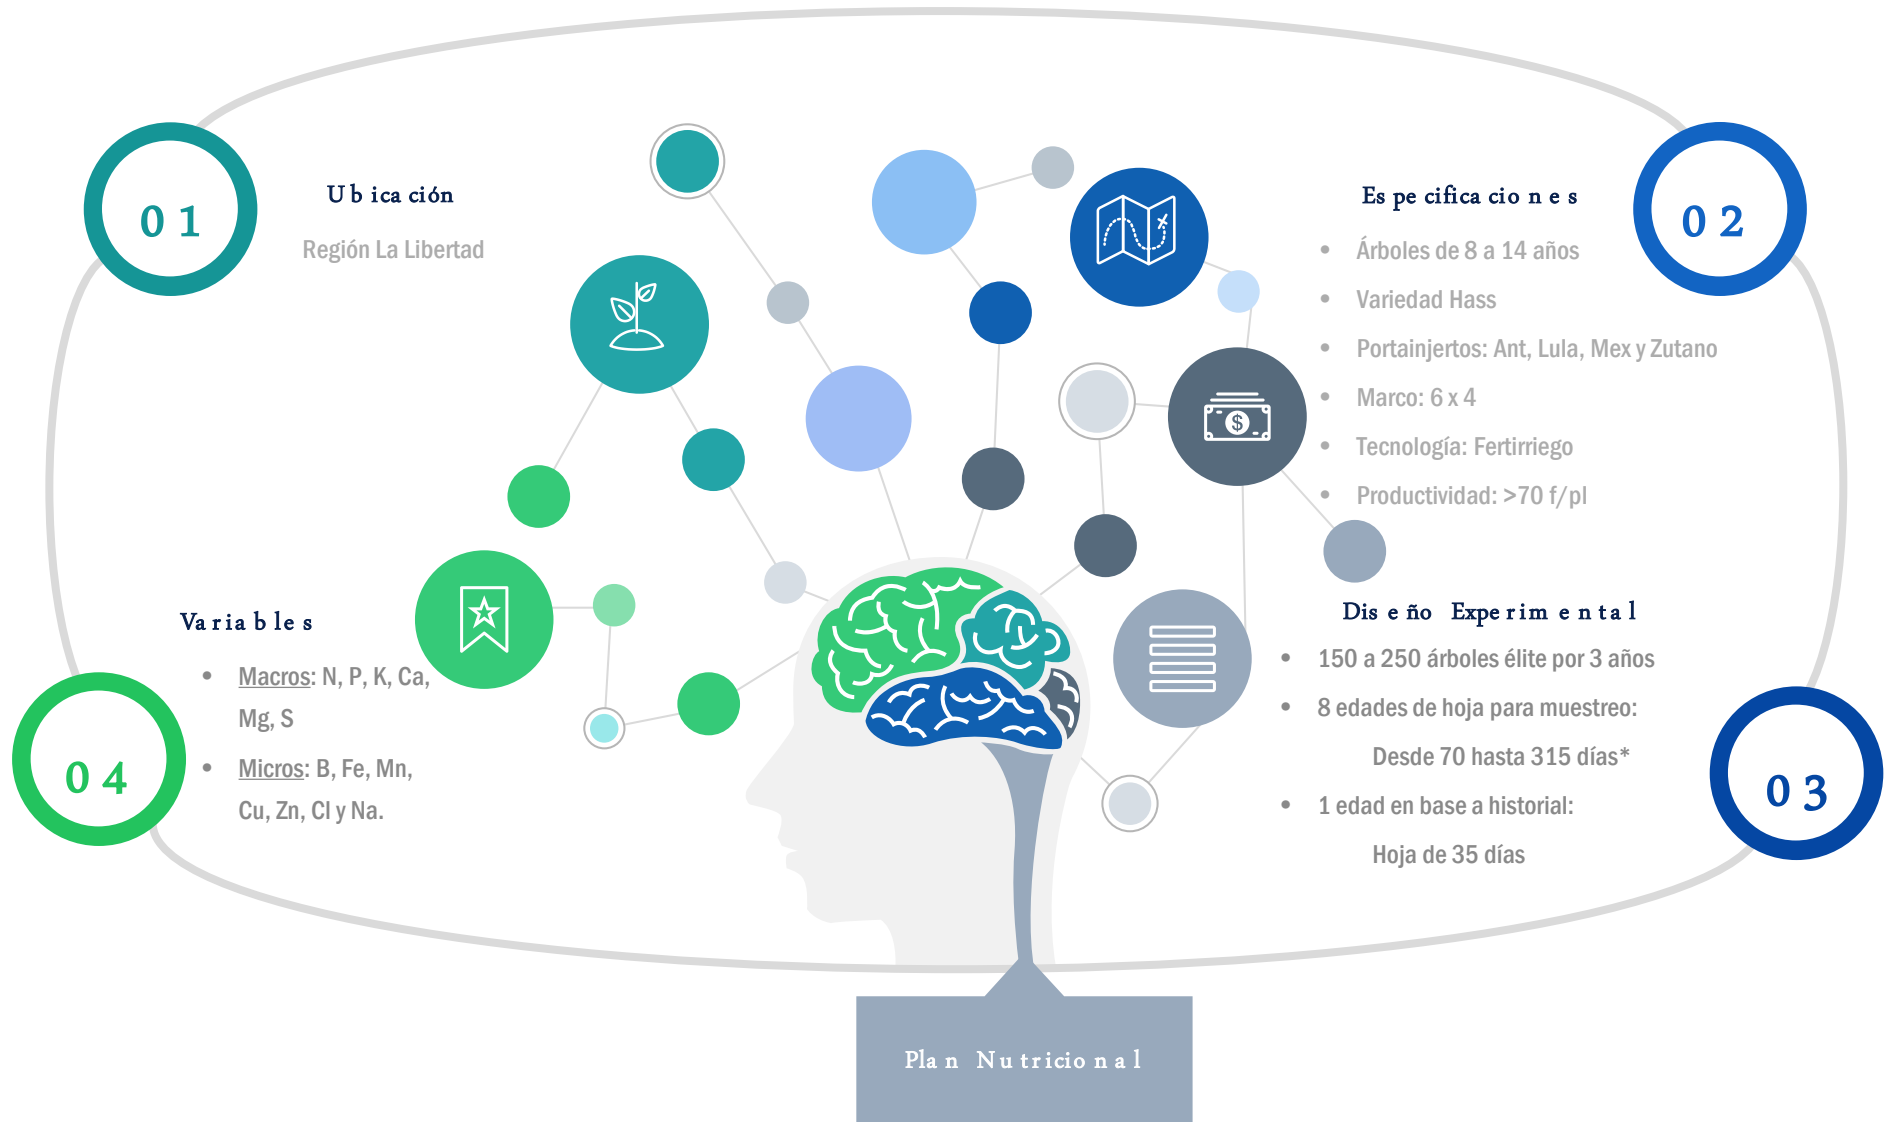 01
Ubicación
Región La Libertad
02
Especificaciones
• Árboles de 8 a 14 años
• Variedad Hass
• Portainjertos: Ant, Lula, Mex y Zutano
• Marco: 6 x 4
• Tecnología: Fertirriego
• Productividad: >70 f/pl
$
03
Diseño Experimental
• 150 a 250 árboles élite por 3 años
• 8 edades de hoja para muestreo:
Desde 70 hasta 315 días*
• 1 edad en base a historial:
Hoja de 35 días
04
Variables
• Macros: N, P, K, Ca,
Mg, S
• Micros: B, Fe, Mn,
Cu, Zn, Cl y Na.
Plan Nutricional